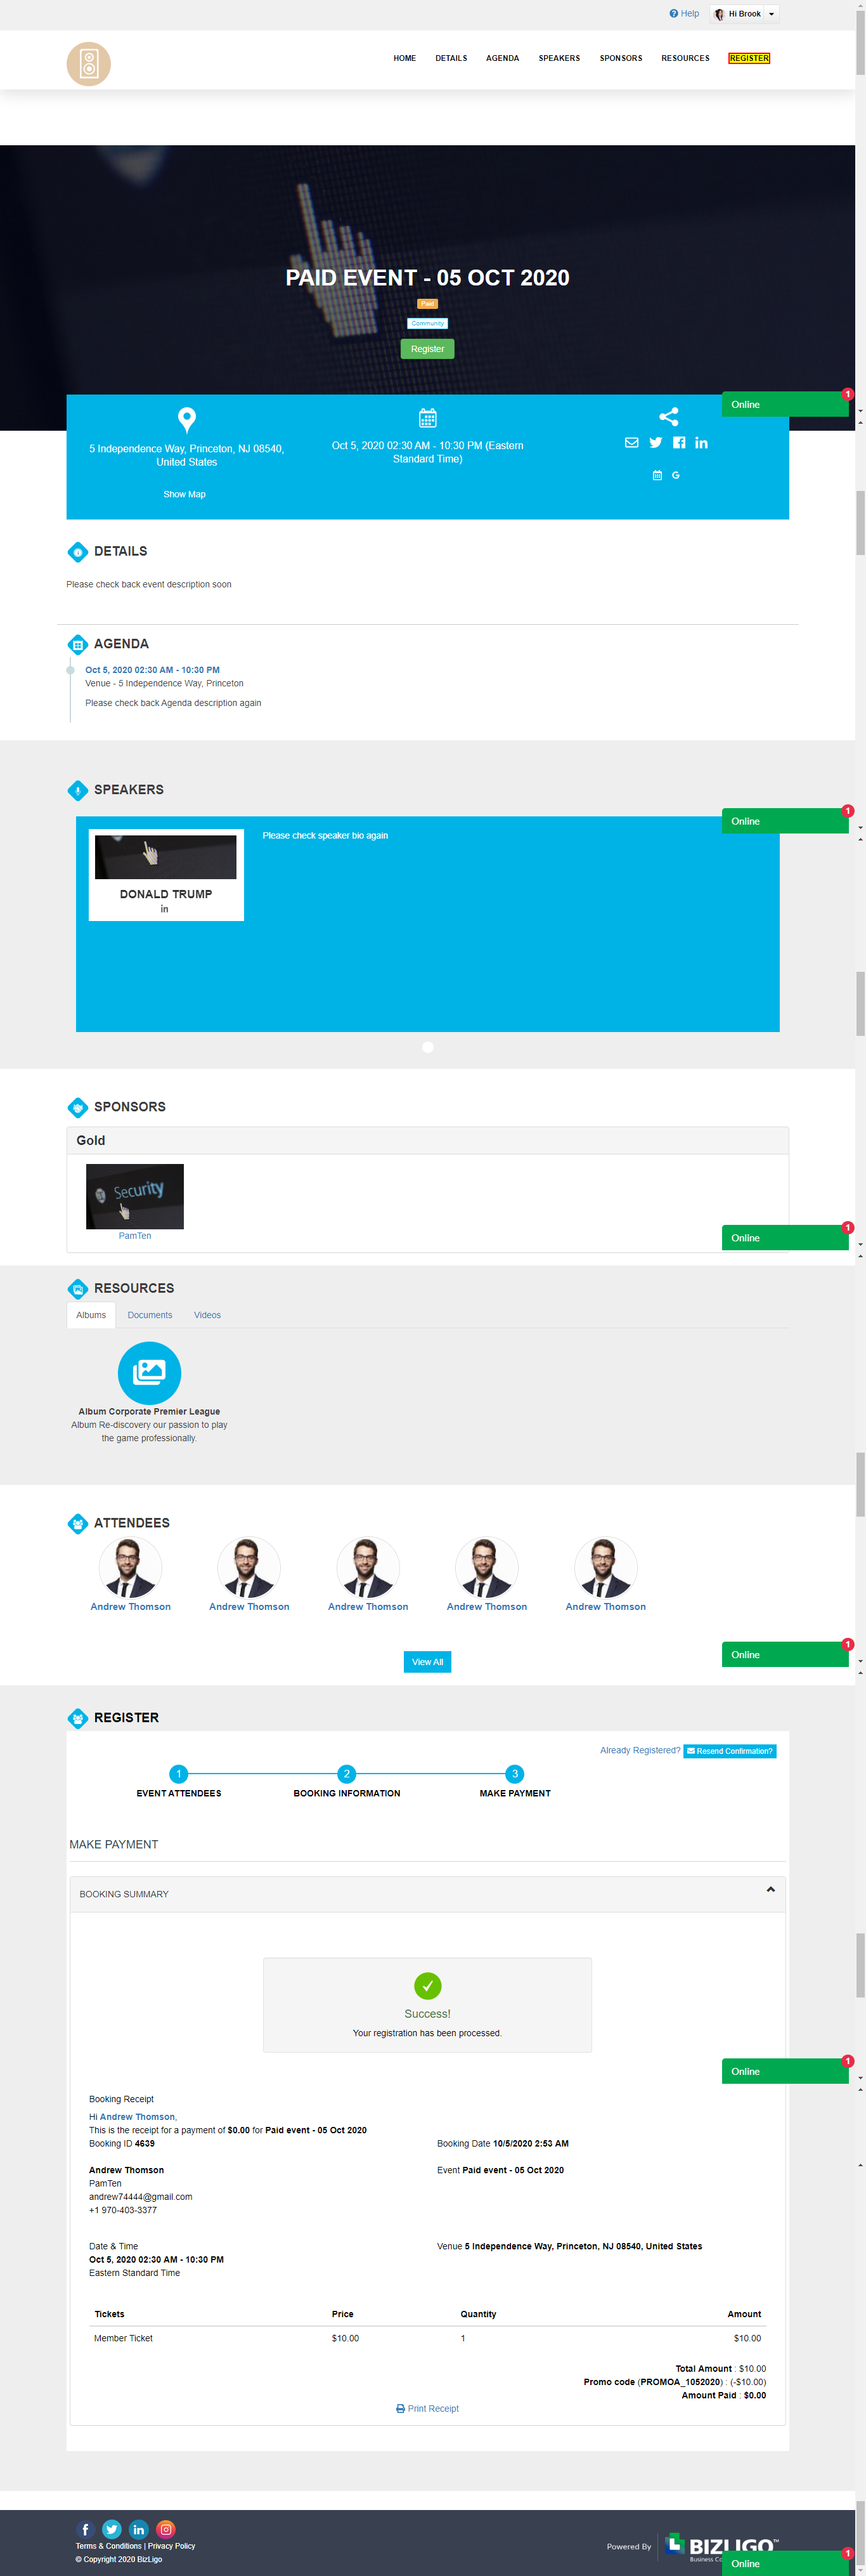 Help
Hi Brook
HOME DETAILS AGENDA SPEAKERS SPONSORS RESOURCES REGISTER
PAID EVENT - 05 OCT 2020
Paid
Community
Register
Online
1
5 Independence Way, Princeton, NJ 08540,
United States
Show Map
Oct 5, 2020 02:30 AM - 10:30 PM (Eastern
Standard Time)
DETAILS
Please check back event description soon
AGENDA
Oct 5, 2020 02:30 AM - 10:30 PM
Venue - 5 Independence Way, Princeton
Please check back Agenda description again
SPEAKERS
Online
1
Please check speaker bio again
DONALD TRUMP
in
SPONSORS
Gold
Security
PamTen
Online
1
RESOURCES
Albums Documents Videos
Album Corporate Premier League
Album Re-discovery our passion to play
the game professionally.
ATTENDEES
Andrew Thomson Andrew Thomson Andrew Thomson Andrew Thomson Andrew Thomson
View All
Online
1
REGISTER
Already Registered? Resend Confirmation?
1 2 3
EVENT ATTENDEES BOOKING INFORMATION MAKE PAYMENT
MAKE PAYMENT
BOOKING SUMMARY
Success!
Your registration has been processed.
Online
1
Booking Receipt
Hi Andrew Thomson,
This is the receipt for a payment of $0.00 for Paid event - 05 Oct 2020
Booking ID 4639 Booking Date 10/5/2020 2:53 AM
Andrew Thomson Event Paid event - 05 Oct 2020
PamTen
andrew74444@gmail.com
+1 970-403-3377
Date & Time Venue 5 Independence Way, Princeton, NJ 08540, United States
Oct 5, 2020 02:30 AM - 10:30 PM
Eastern Standard Time
Tickets Price Quantity Amount
Member Ticket $10.00 1 $10.00
Total Amount : $10.00
Promo code (PROMOA_1052020) : (-$10.00)
Amount Paid : $0.00
Print Receipt
Terms & Conditions | Privacy Policy
© Copyright 2020 BizLigo
Powered By BIZLIGO™
Business Co
Online
1